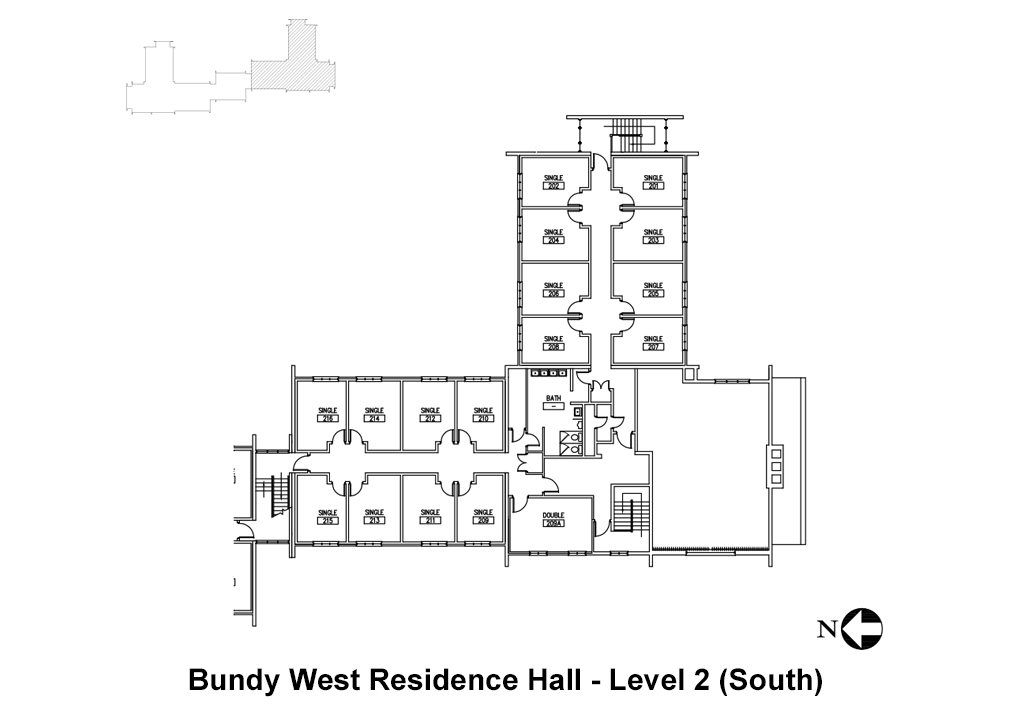 SINGLE
202
SINGLE
201
SINGLE
204
SINGLE
203
SINGLE
206
SINGLE
205
SINGLE
208
SINGLE
207
BATH
--
SINGLE
216
SINGLE
214
SINGLE
212
SINGLE
210
SINGLE
215
SINGLE
213
SINGLE
211
SINGLE
209
DOUBLE
209A
N
Bundy West Residence Hall - Level 2 (South)